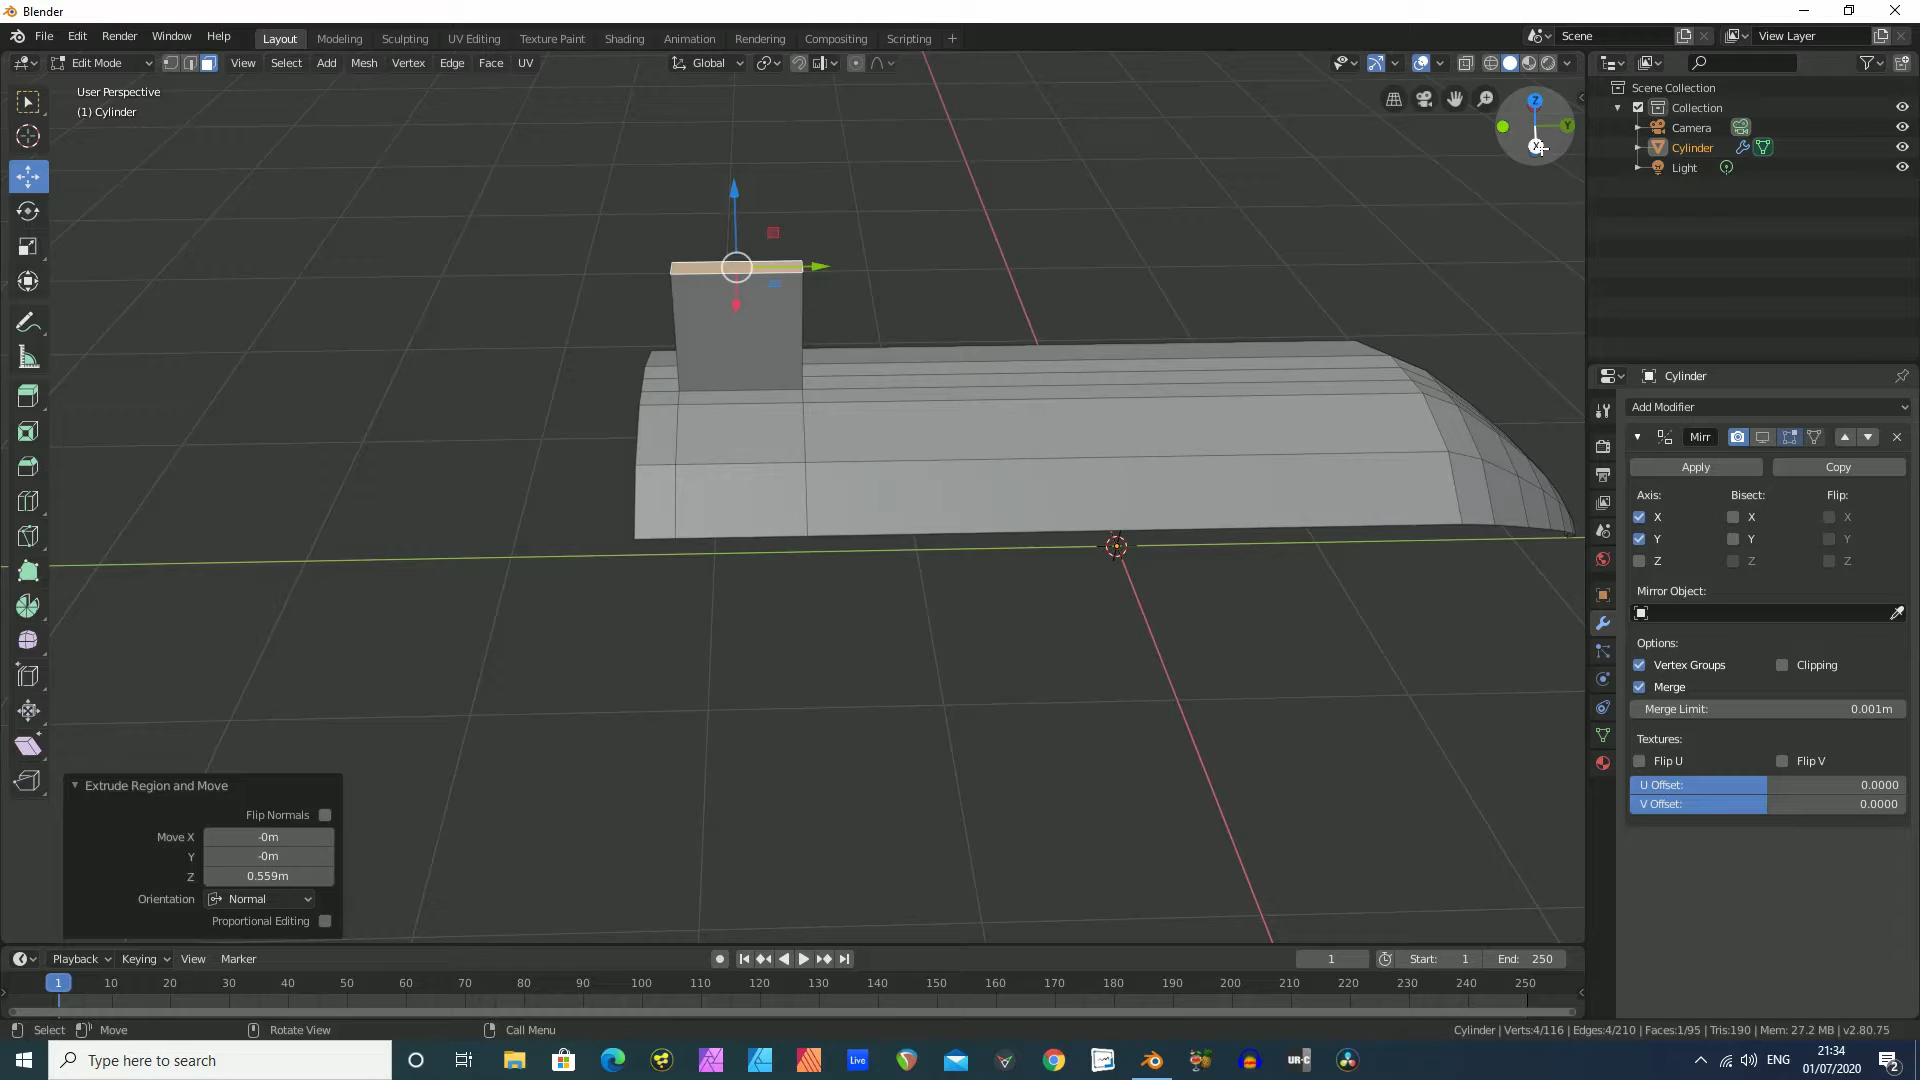 Blender
File Edit Render Window Help
Layout Modeling Sculpting UV Editing Texture Paint Shading Animation Rendering Compositing Scripting +
Scene
View Layer
Edit Mode View Select Add Mesh Vertex Edge Face UV
Global
User Perspective
(1) Cylinder
Z
Y
X
Scene Collection
Collection
Camera
Cylinder
Light
Cylinder
Add Modifier
Mirr
Apply Copy
Axis: Bisect: Flip:
X X X
Y Y Y
Z Z Z
Mirror Object:
Options:
Vertex Groups Clipping
Merge
Merge Limit: 0.001m
Textures:
Flip U Flip V
U Offset: 0.0000
V Offset: 0.0000
Extrude Region and Move
Flip Normals
Move X -0m
Y -0m
Z 0.559m
Orientation Normal
Proportional Editing
Playback Keying View Marker
1 Start: 1 End: 250
1 10 20 30 40 50 60 70 80 90 100 110 120 130 140 150 160 170 180 190 200 210 220 230 240 250
Select Move Rotate View Call Menu
Cylinder | Verts:4/116 | Edges:4/210 | Faces:1/95 | Tris:190 | Mem: 27.2 MB | v2.80.75
Type here to search
Live
UR-C
ENG
21:34
01/07/2020
2